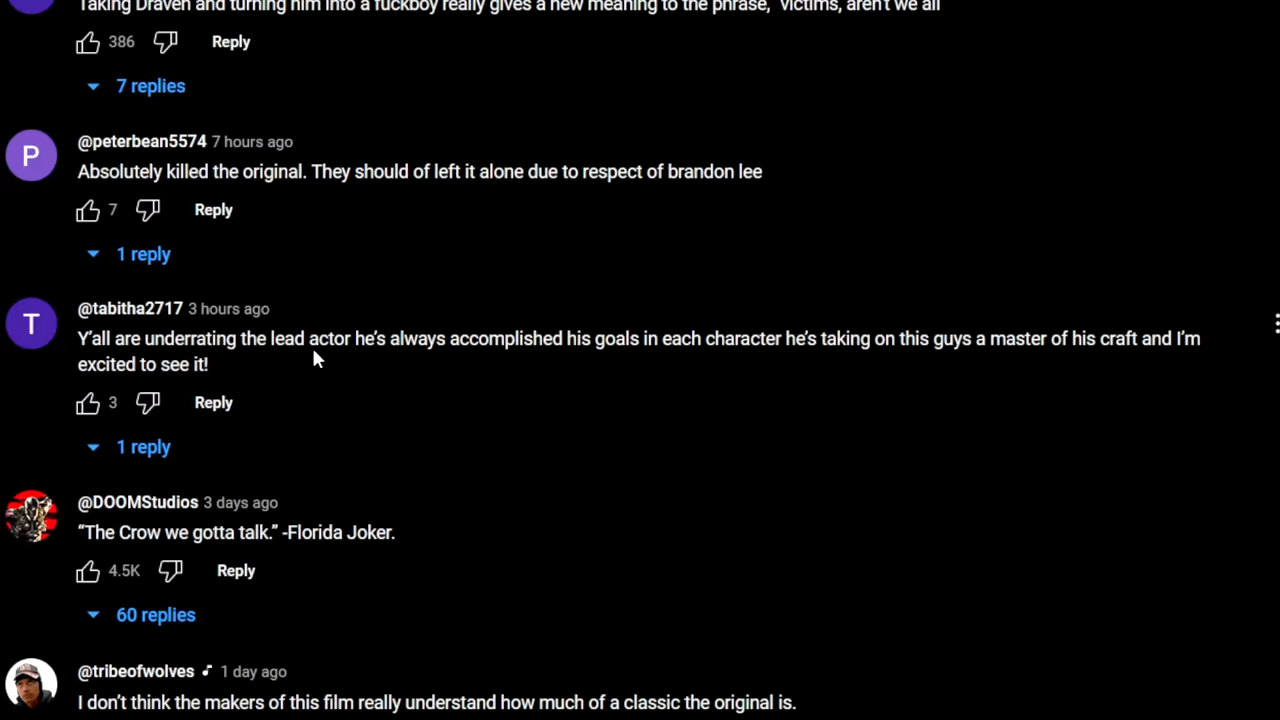 Taking Draven and turning him into a fuckboy really gives a new meaning to the phrase, "victims, aren't we all"
386 Reply
7 replies
P
@peterbean5574 7 hours ago
Absolutely killed the original. They should of left it alone due to respect of brandon lee
7 Reply
1 reply
T
@tabitha2717 3 hours ago
Y'all are underrating the lead actor he's always accomplished his goals in each character he's taking on this guys a master of his craft and I'm
excited to see it!
3 Reply
1 reply
@DOOMStudios 3 days ago
“The Crow we gotta talk.” -Florida Joker.
4.5K Reply
60 replies
@tribeofwolves 1 day ago
I don't think the makers of this film really understand how much of a classic the original is.